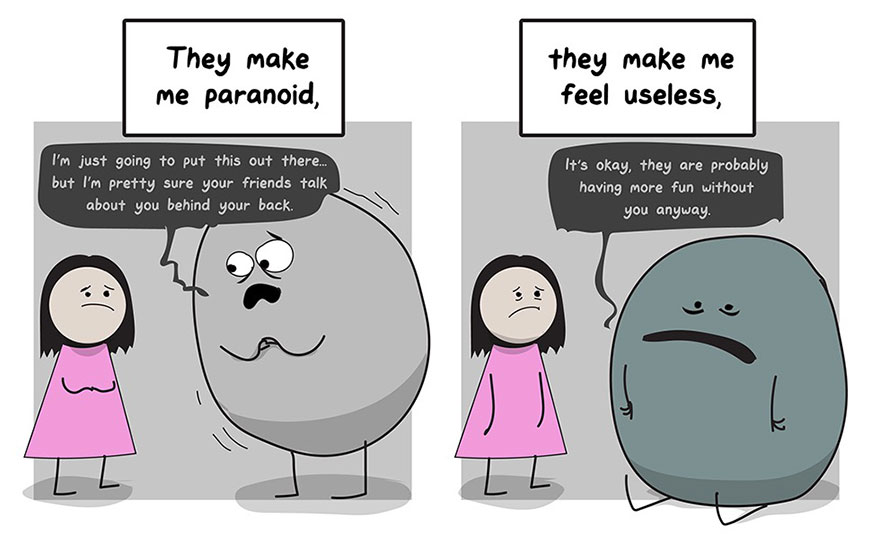 They make
me paranoid,
I'm just going to put this out there...
but I'm pretty sure your friends talk
about you behind your back.
they make me
feel useless,
It's okay, they are probably
having more fun without
you anyway.